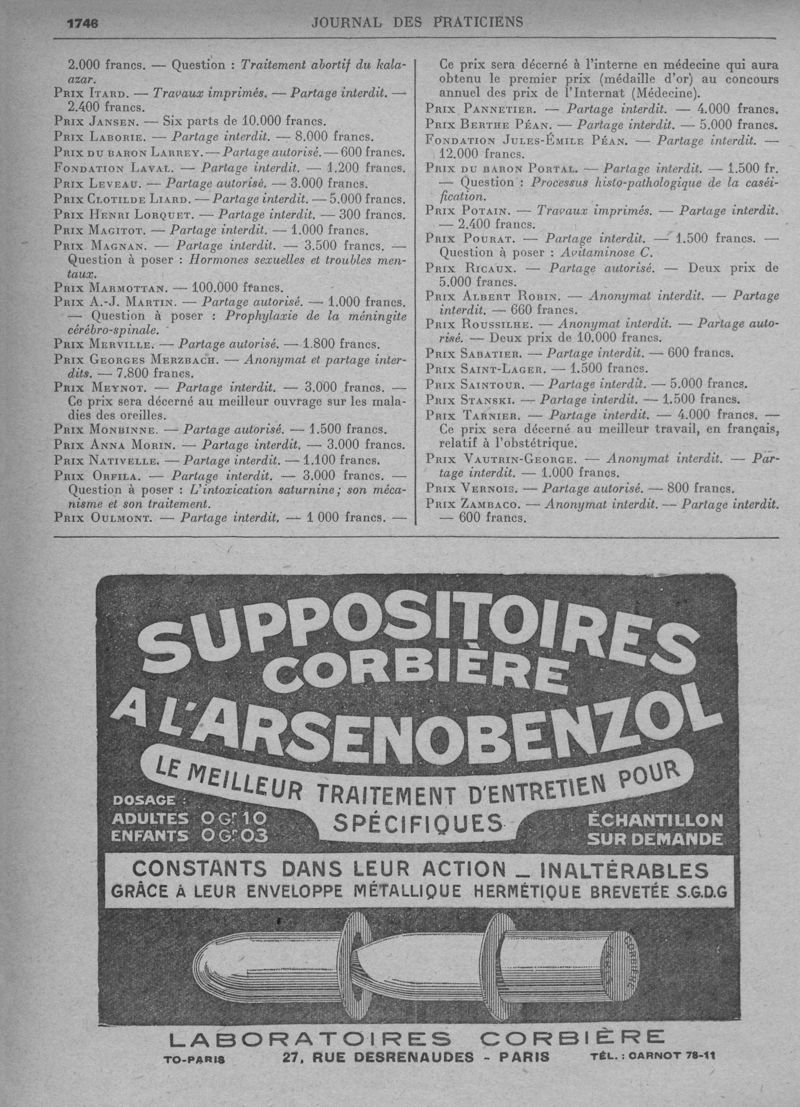 1746
JOURNAL DES PRATICIENS
2.000 francs. — Question : Traitement abortif du kala-
azar.
PRIX ITARD. — Travaux imprimés. — Partage interdit. —
2.400 francs.
PRIX JANSEN. — Six parts de 10.000 francs.
PRIX LABORIE. — Partage interdit. — 8.000 francs.
PRIX DU BARON LARREY. — Partage autorisé. — 600 francs.
FONDATION LAVAL. — Partage interdit. — 1.200 francs.
PRIX LEVEAU. — Partage autorisé. — 3.000 francs.
PRIX CLOTILDE LIARD. — Partage interdit. — 5.000 francs.
PRIX HENRI LORQUET. — Partage interdit. — 300 francs.
PRIX MAGITOT. — Partage interdit. — 1.000 francs.
PRIX MAGNAN. — Partage interdit. — 3.500 francs. —
Question à poser : Hormones sexuelles et troubles men-
taux.
PRIX MARMOTTAN. — 100.000 francs.
PRIX A.-J. MARTIN. — Partage autorisé. — 1.000 francs.
— Question à poser : Prophylaxie de la méningite
cérébro-spinale.
PRIX MERVILLE. — Partage autorisé. — 1.800 francs.
PRIX GEORGES MERZBACH. — Anonymat et partage inter-
dits. — 7.800 francs.
PRIX MEYNOT. — Partage interdit. — 3.000 francs. —
Ce prix sera décerné au meilleur ouvrage sur les mala-
dies des oreilles.
PRIX MONBINNE. — Partage autorisé. — 1.500 francs.
PRIX ANNA MORIN. — Partage interdit. — 3.000 francs.
PRIX NATIVELLE. — Partage interdit. — 1.100 francs.
PRIX ORFILA. — Partage interdit. — 3.000 francs. —
Question à poser : L'intoxication saturnine ; son méca-
nisme et son traitement.
PRIX OULMONT. — Partage interdit. — 1 000 francs. —
Ce prix sera décerné à l'interne en médecine qui aura
obtenu le premier prix (médaille d'or) au concours
annuel des prix de l'Internat (Médecine).
PRIX PANNETIER. — Partage interdit. — 4.000 francs.
PRIX BERTHE PÉAN. — Partage interdit. — 5.000 francs.
FONDATION JULES-ÉMILE PÉAN. — Partage interdit. —
12.000 francs.
PRIX DU BARON PORTAL. — Partage interdit. — 1.500 fr.
— Question : Processus histo-pathologique de la caséi-
fication.
PRIX POTAIN. — Travaux imprimés. — Partage interdit.
— 2.400 francs.
PRIX POURAT. — Partage interdit. — 1.500 francs. —
Question à poser : Avitaminose C.
PRIX RICAUX. — Partage autorisé. — Deux prix de
5.000 francs.
PRIX ALBERT ROBIN. — Anonymat interdit. — Partage
interdit. — 660 francs.
PRIX ROUSSILHE. — Anonymat interdit. — Partage auto-
risé. — Deux prix de 10.000 francs.
PRIX SABATIER. — Partage interdit. — 600 francs.
PRIX SAINT-LAGER. — 1.500 francs.
PRIX SAINTOUR. — Partage interdit. — 5.000 francs.
PRIX STANSKI. — Partage interdit. — 1.500 francs.
PRIX TARNIER. — Partage interdit. — 4.000 francs. —
Ce prix sera décerné au meilleur travail, en français,
relatif à l'obstétrique.
PRIX VAUTRIN-GEORGE. — Anonymat interdit. — Par-
tage interdit. — 1.000 francs.
PRIX VERNOIS. — Partage autorisé. — 800 francs.
PRIX ZAMBACO. — Anonymat interdit. — Partage interdit.
— 600 francs.
SUPPOSITOIRES
CORBIÈRE
A L'ARSENOBENZOL
LE MEILLEUR TRAITEMENT D'ENTRETIEN POUR
SPÉCIFIQUES
DOSAGE :
ADULTES 0 Gr 10
ENFANTS 0 Gr 03
ÉCHANTILLON
SUR DEMANDE
CONSTANTS DANS LEUR ACTION _ INALTÉRABLES
GRÂCE A LEUR ENVELOPPE MÉTALLIQUE HERMÉTIQUE BREVETÉE S.G.D.G
CORBIÈRE
PARIS
LABORATOIRES CORBIÈRE
TO-PARIS
27, RUE DESRENAUDES - PARIS
TÉL. : CARNOT 78-11